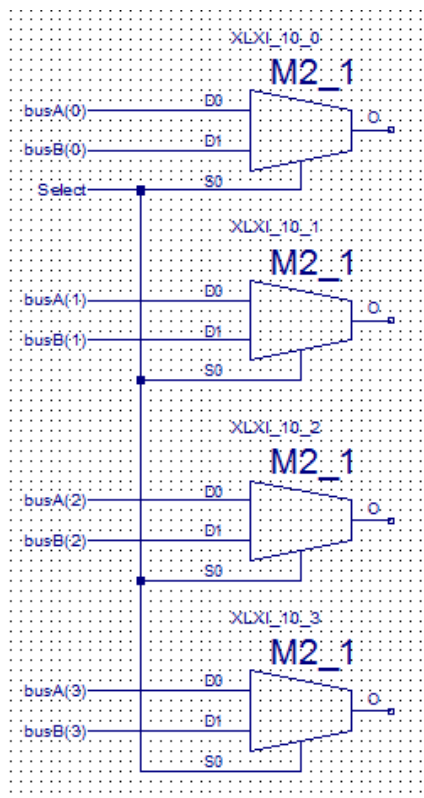 XLXI_10_0
M2_1
busA(0) D0
O
busB(0) D1
Select S0
XLXI_10_1
M2_1
busA(1) D0
O
busB(1) D1
S0
XLXI_10_2
M2_1
busA(2) D0
O
busB(2) D1
S0
XLXI_10_3
M2_1
busA(3) D0
O
busB(3) D1
S0